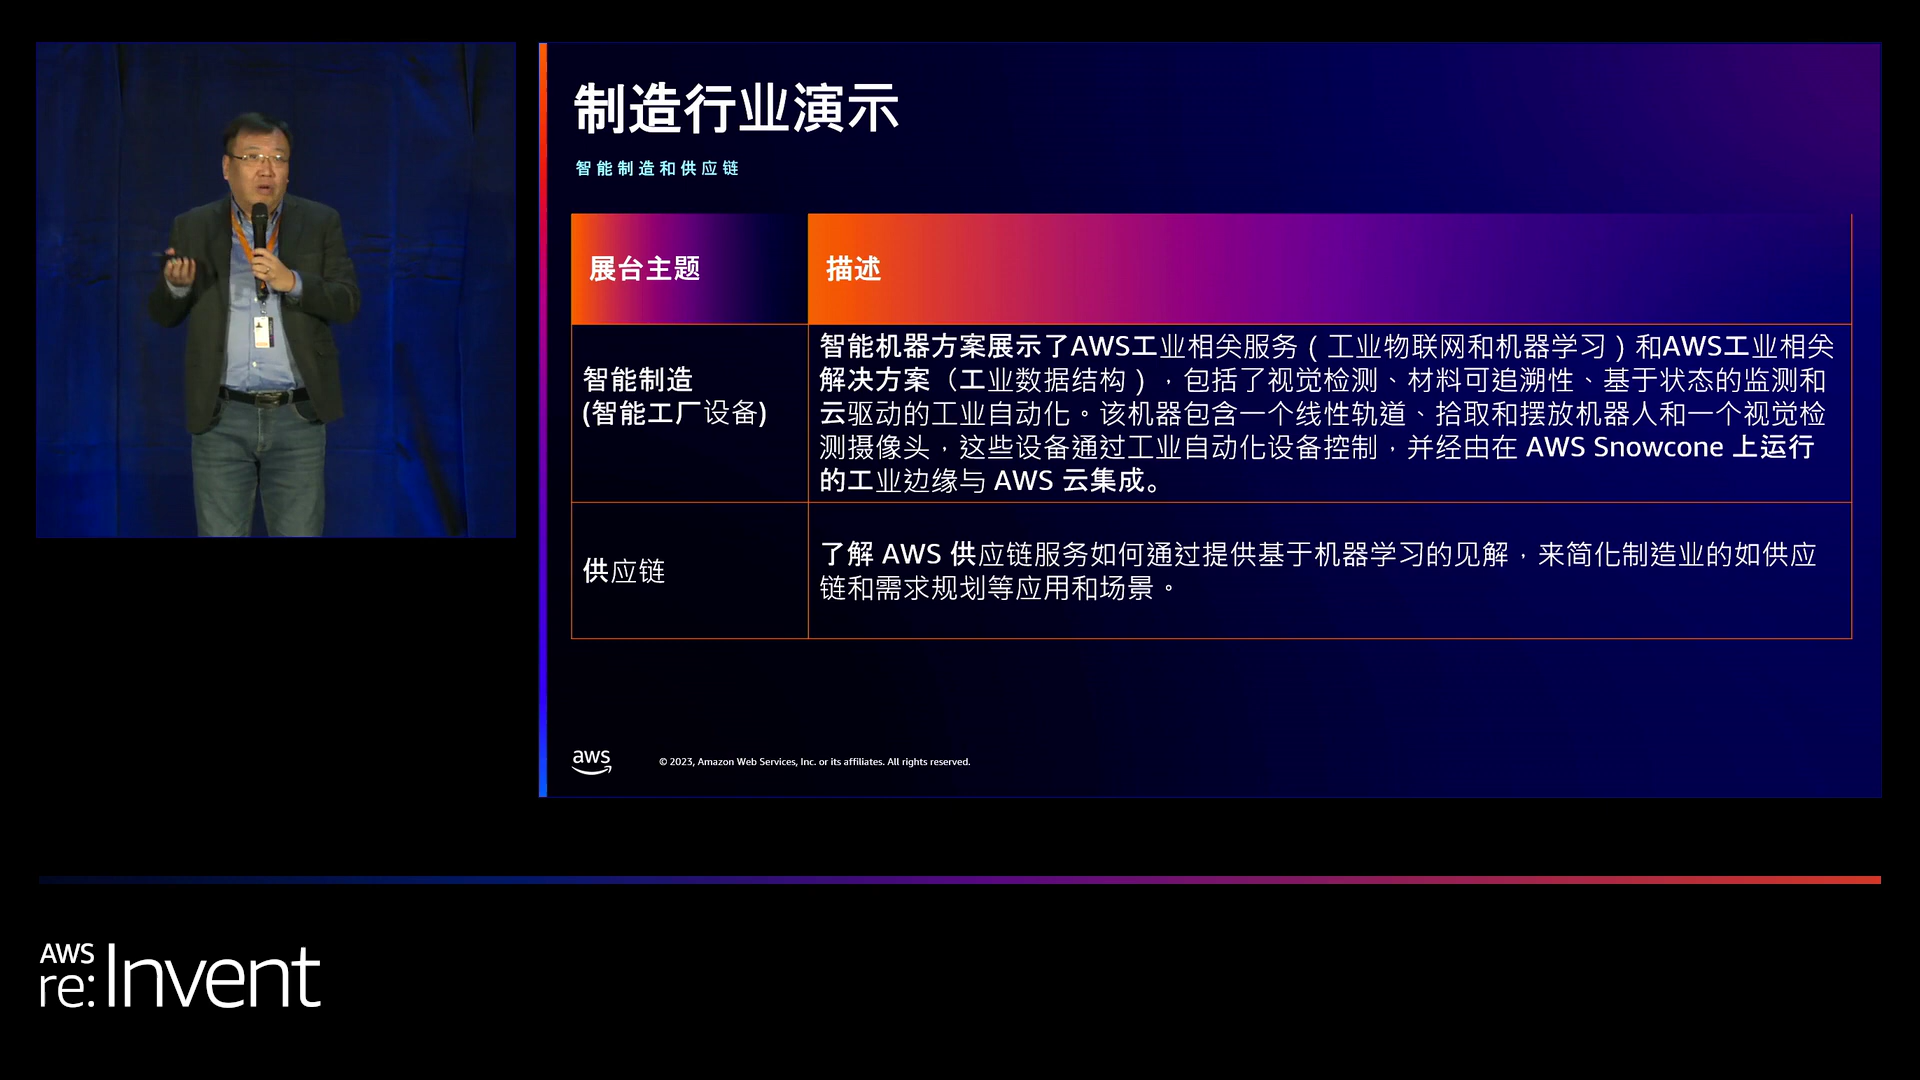 制造行业演示
智能制造和供应链
展台主题
描述
智能制造
(智能工厂设备)
智能机器方案展示了AWS工业相关服务（工业物联网和机器学习）和AWS工业相关
解决方案（工业数据结构），包括了视觉检测、材料可追溯性、基于状态的监测和
云驱动的工业自动化。该机器包含一个线性轨道、拾取和摆放机器人和一个视觉检
测摄像头，这些设备通过工业自动化设备控制，并经由在 AWS Snowcone 上运行
的工业边缘与 AWS 云集成。
供应链
了解 AWS 供应链服务如何通过提供基于机器学习的见解，来简化制造业的如供应
链和需求规划等应用和场景。
aws
© 2023, Amazon Web Services, Inc. or its affiliates. All rights reserved.
AWS
re:Invent